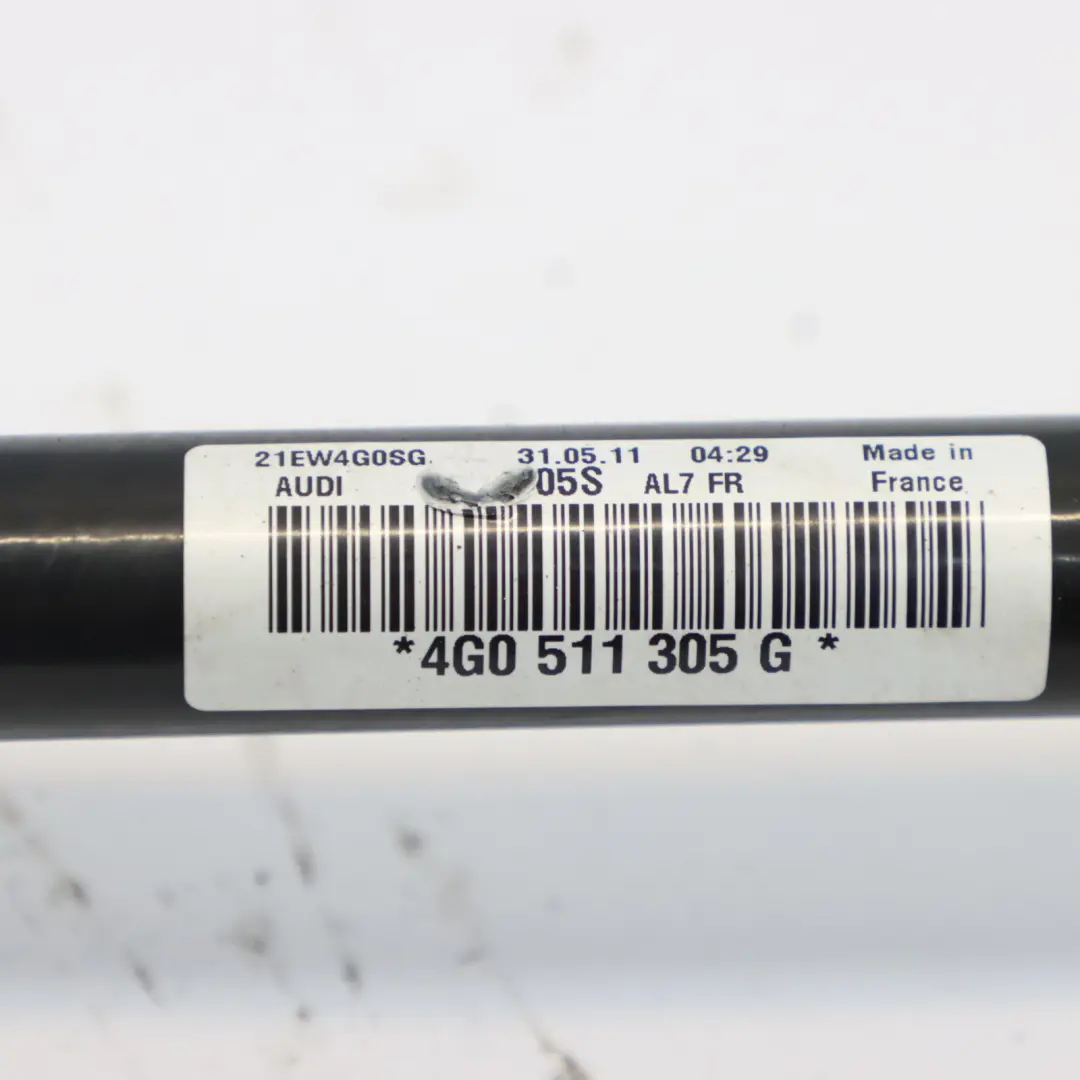 21EW4G0SG 31.05.11 04:29 Made in
AUDI 05S AL7 FR France
*4G0 511 305 G *